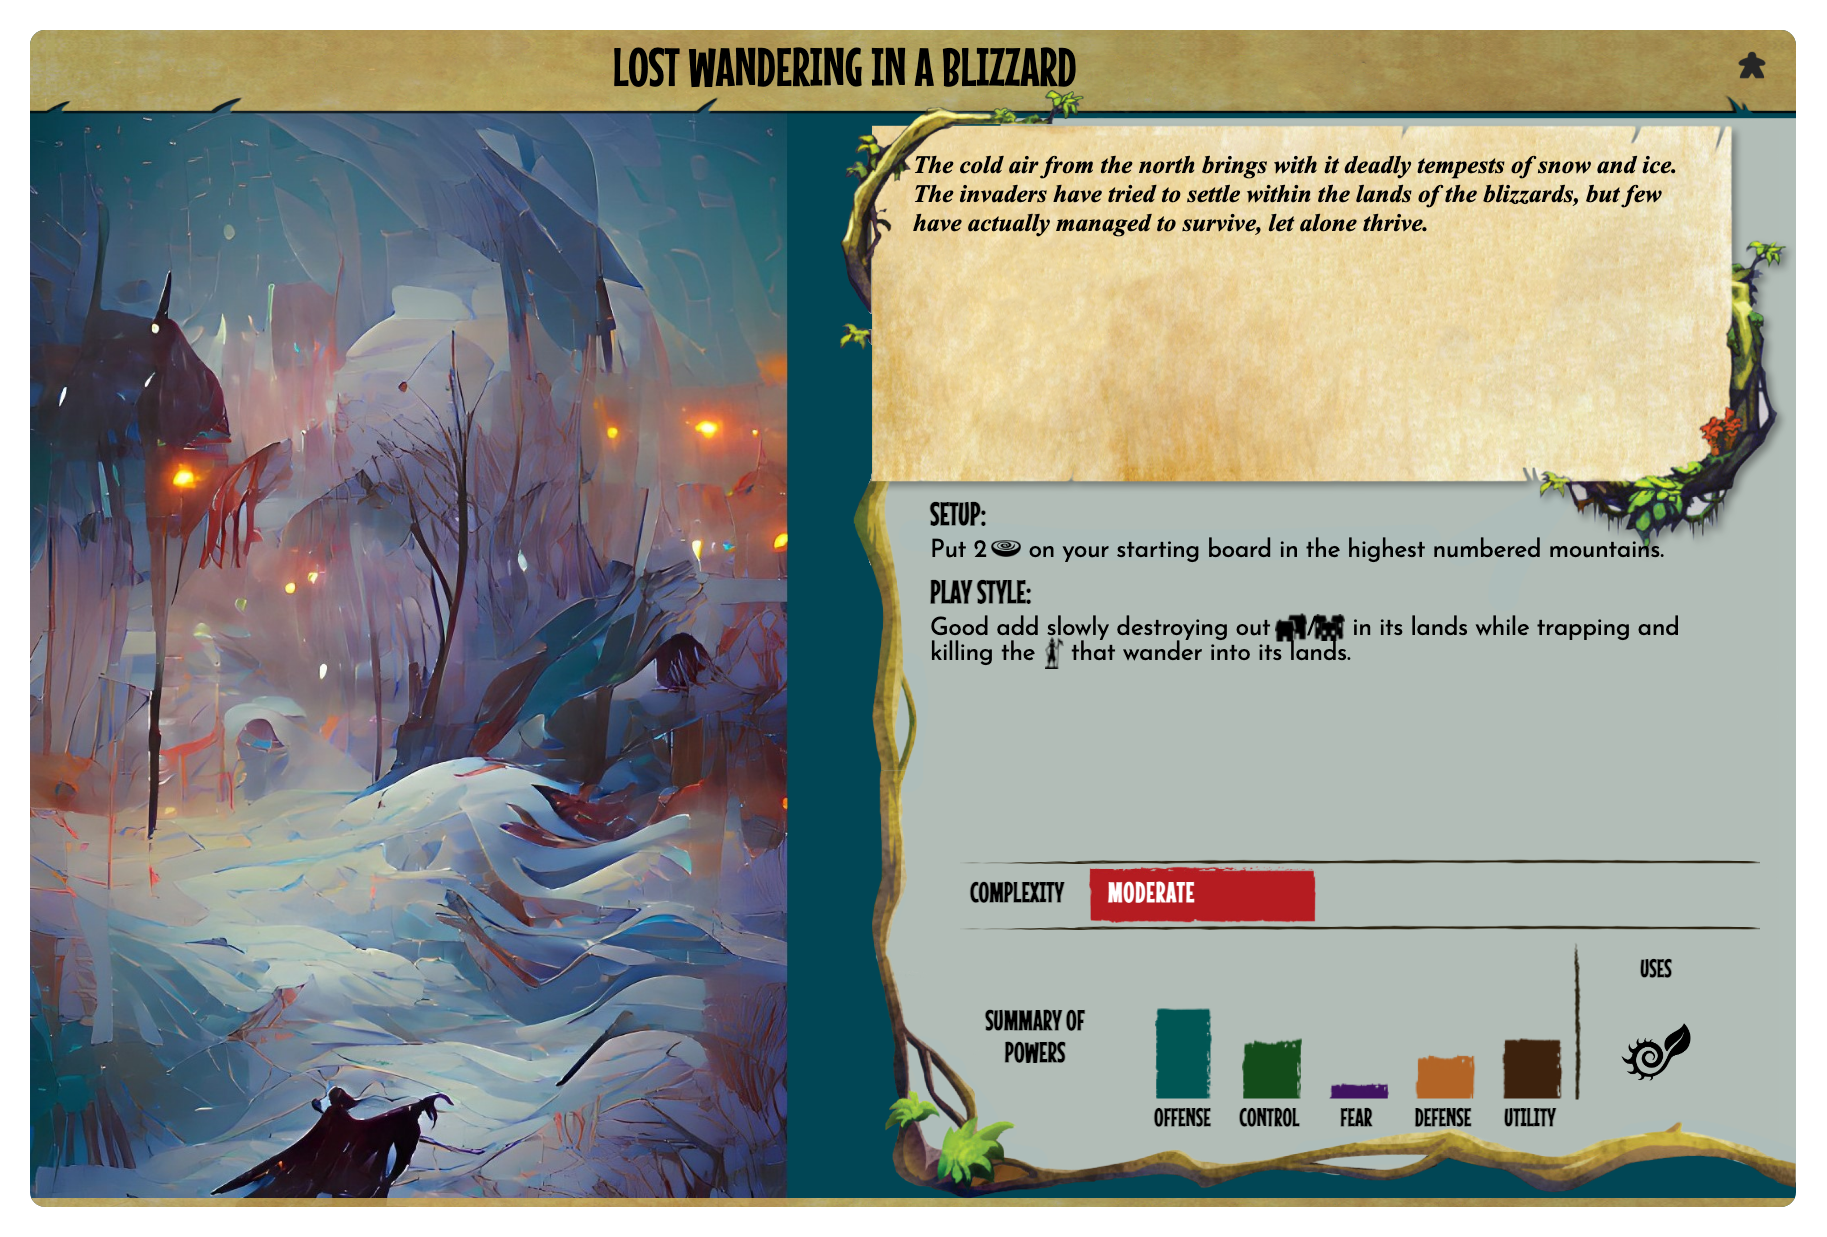 LOST WANDERING IN A BLIZZARD
The cold air from the north brings with it deadly tempests of snow and ice.
The invaders have tried to settle within the lands of the blizzards, but few
have actually managed to survive, let alone thrive.
SETUP:
Put 2 on your starting board in the highest numbered mountains.
PLAY STYLE:
Good add slowly destroying out / in its lands while trapping and
killing the that wander into its lands.
COMPLEXITY MODERATE
USES
SUMMARY OF
POWERS
OFFENSE CONTROL FEAR DEFENSE UTILITY